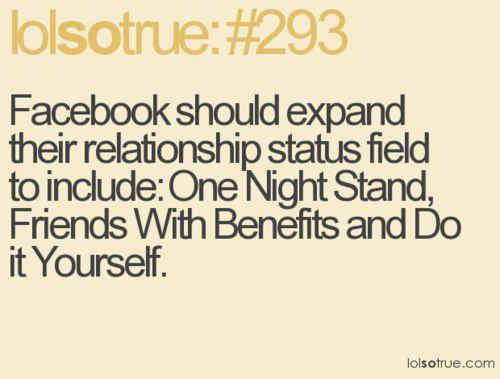 lolsotrue: #293
Facebook should expand
their relationship status field
to include: One Night Stand,
Friends With Benefits and Do
it Yourself.
lolsotrue.com